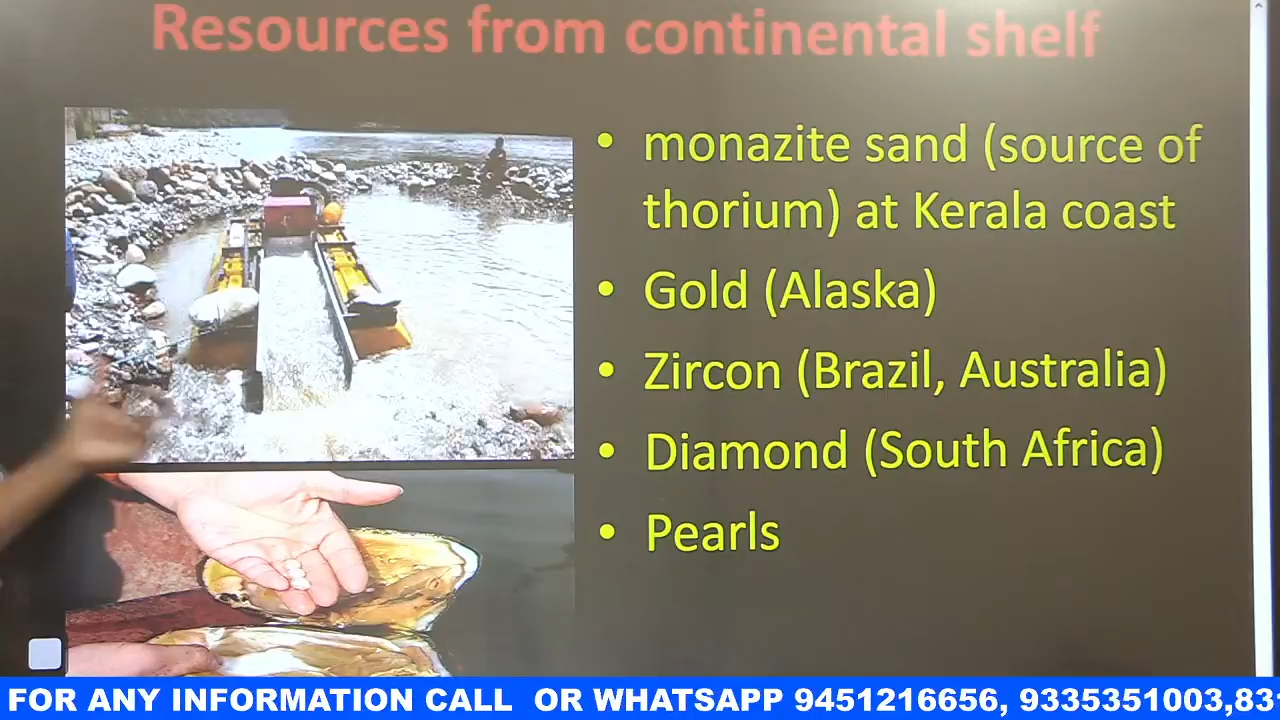 Resources from continental shelf
• monazite sand (source of
thorium) at Kerala coast
• Gold (Alaska)
• Zircon (Brazil, Australia)
• Diamond (South Africa)
• Pearls
FOR ANY INFORMATION CALL OR WHATSAPP 9451216656, 9335351003,83